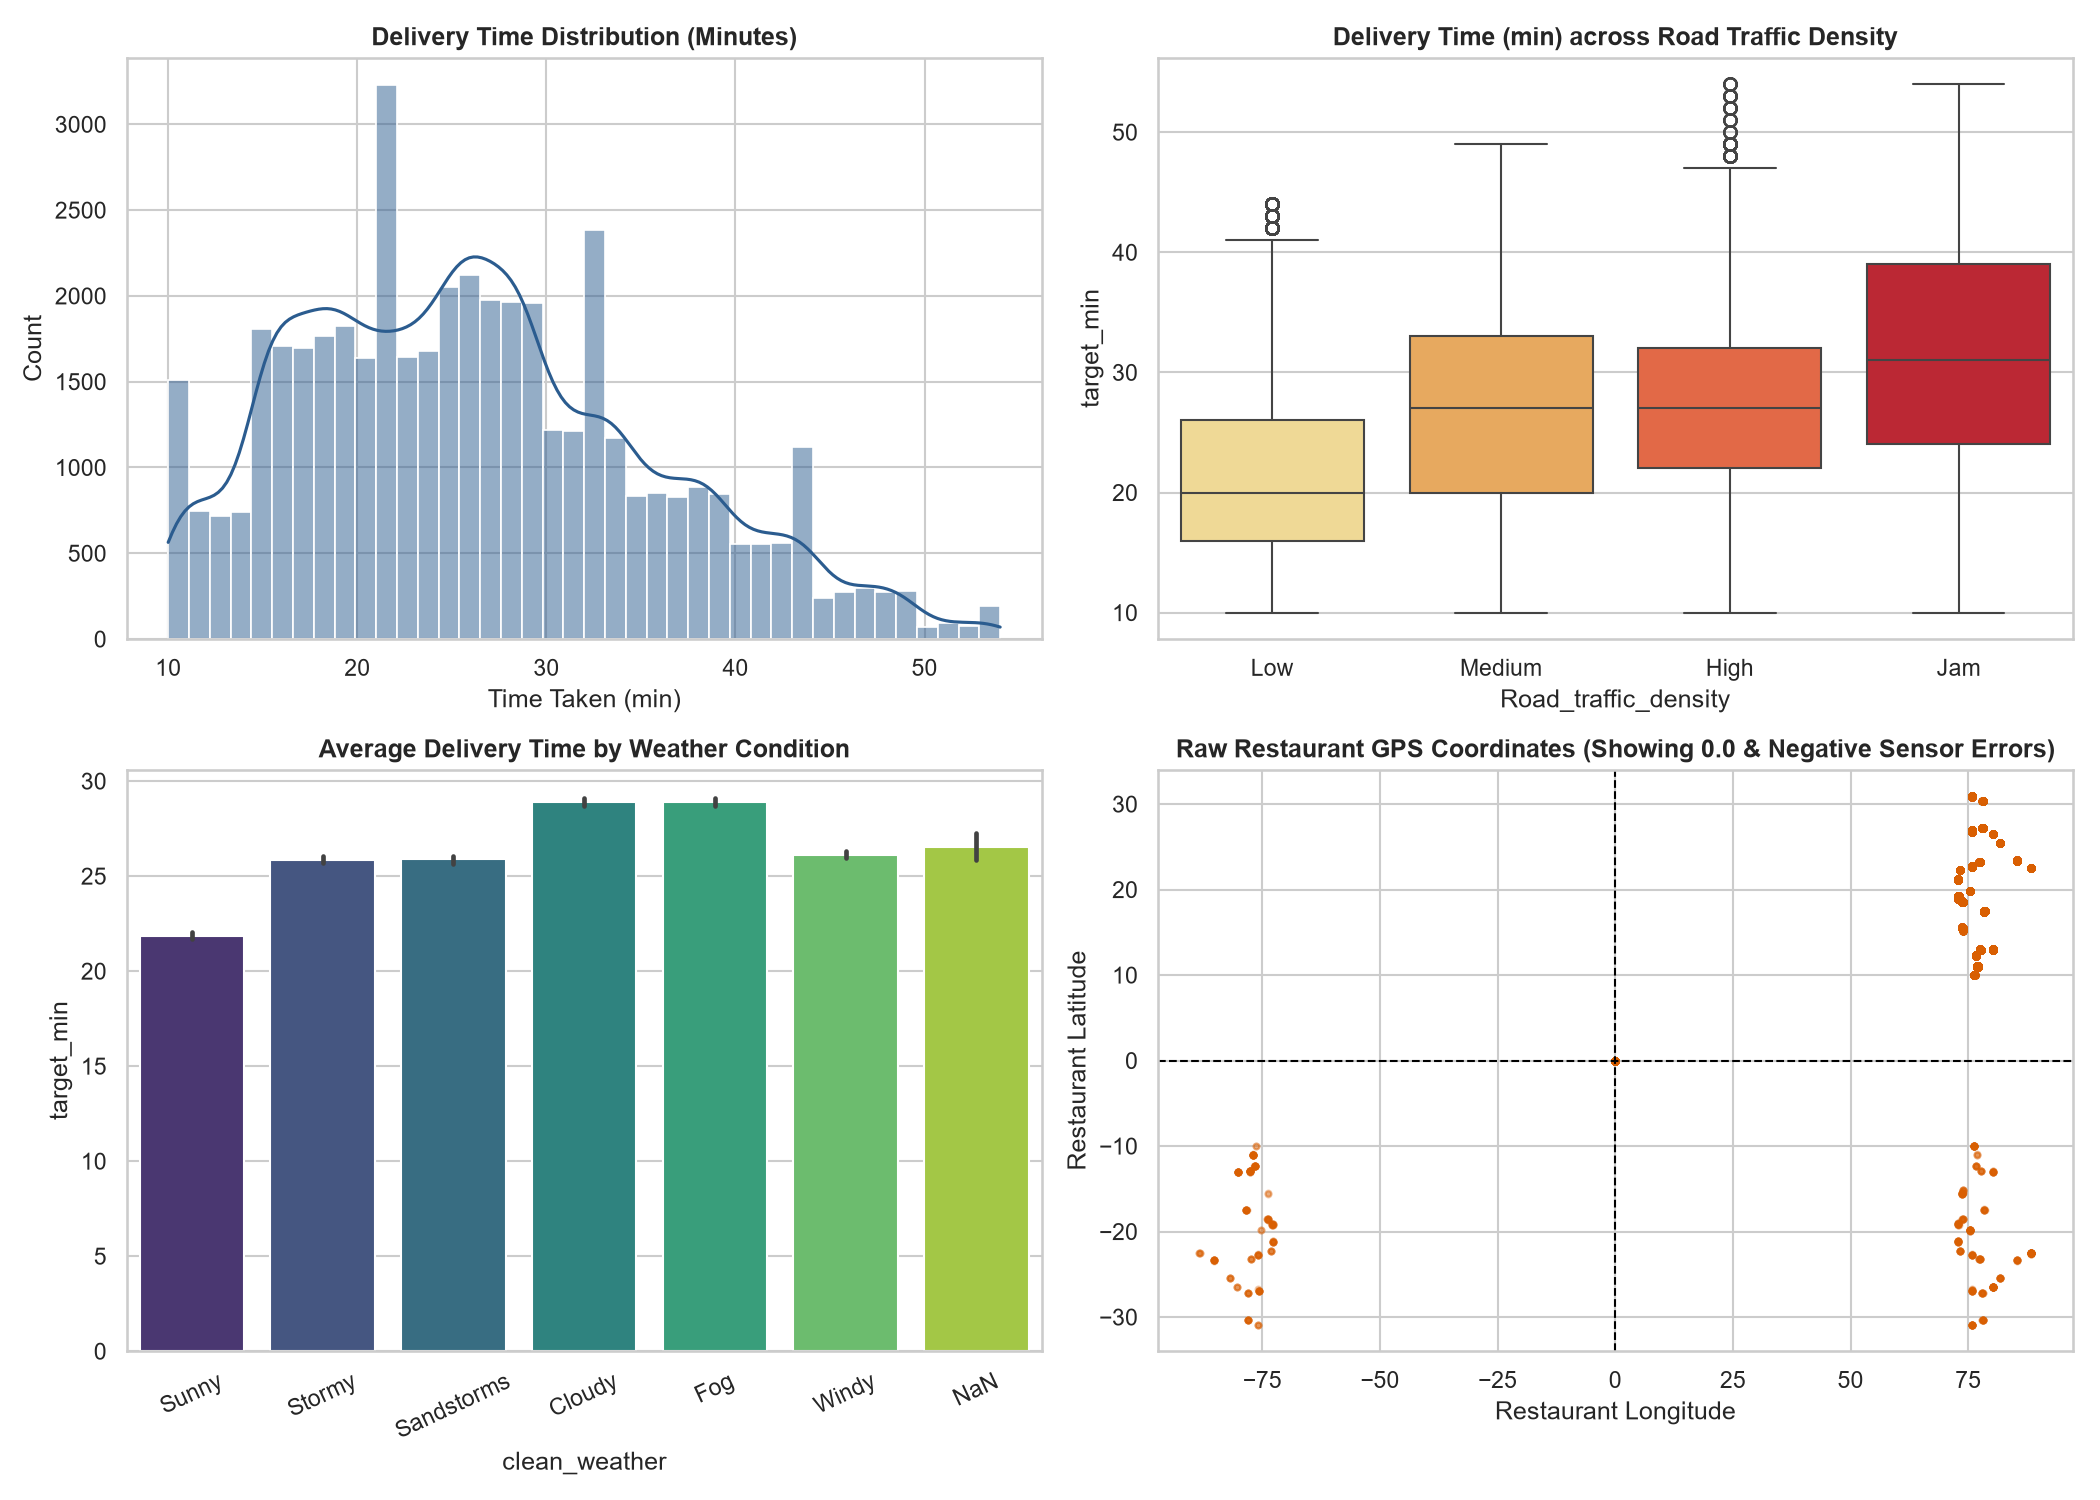 Delivery Time Distribution (Minutes)
Count
3000
2500
2000
1500
1000
500
0
10 20 30 40 50
Time Taken (min)
Delivery Time (min) across Road Traffic Density
target_min
50
40
30
20
10
Low Medium High Jam
Road_traffic_density
Average Delivery Time by Weather Condition
target_min
30
25
20
15
10
5
0
Sunny Stormy Sandstorms Cloudy Fog Windy NaN
clean_weather
Raw Restaurant GPS Coordinates (Showing 0.0 & Negative Sensor Errors)
Restaurant Latitude
30
20
10
0
−10
−20
−30
−75 −50 −25 0 25 50 75
Restaurant Longitude